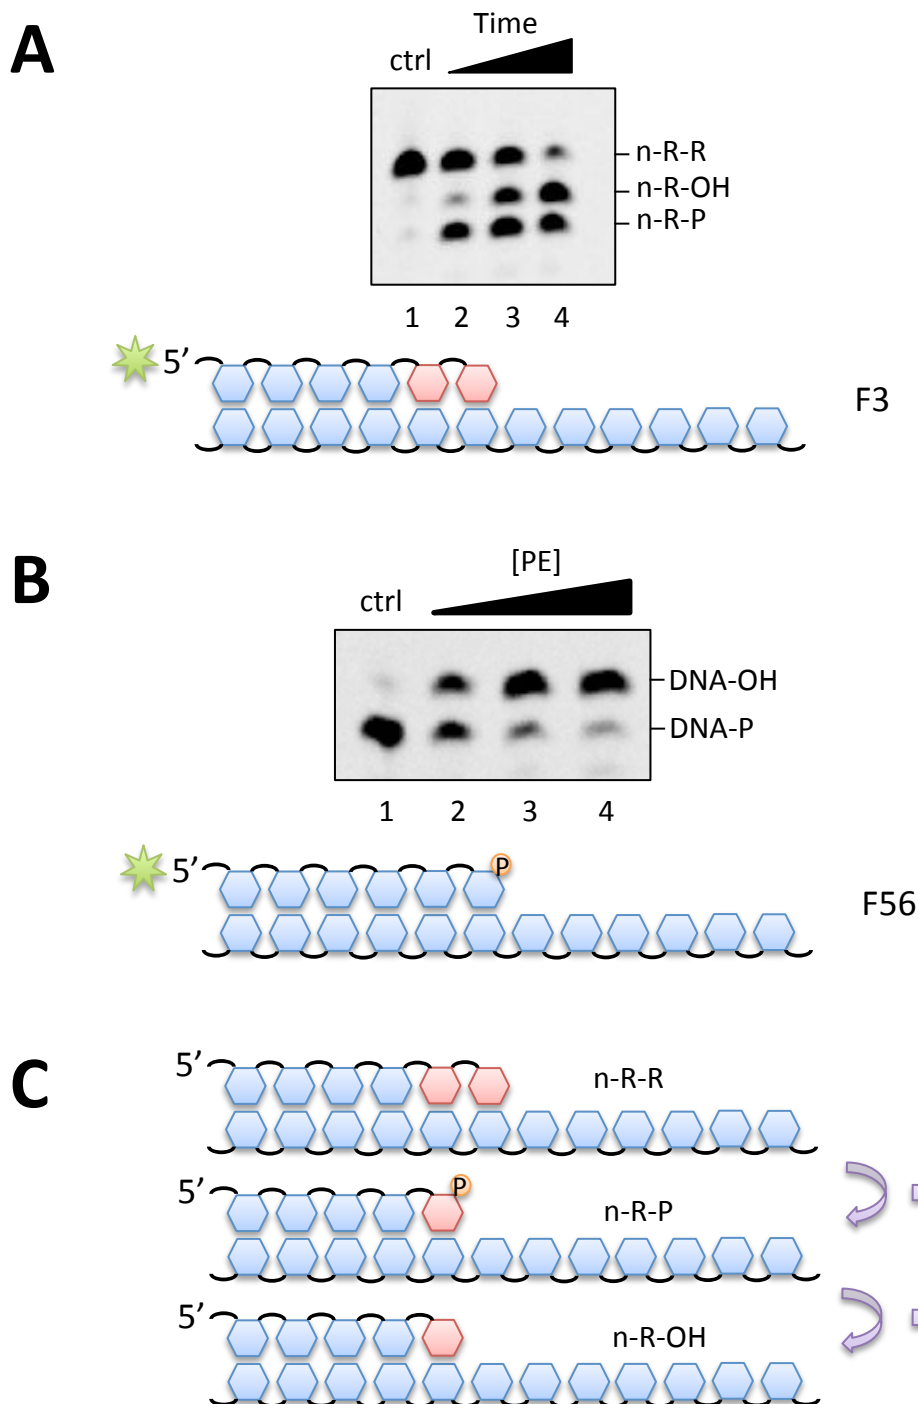 A
Time
ctrl
n-R-R
n-R-OH
n-R-P
1 2 3 4
5’
F3
B
[PE]
ctrl
DNA-OH
DNA-P
1 2 3 4
5’
P
F56
C
5’
n-R-R
5’
P
n-R-P
5’
n-R-OH